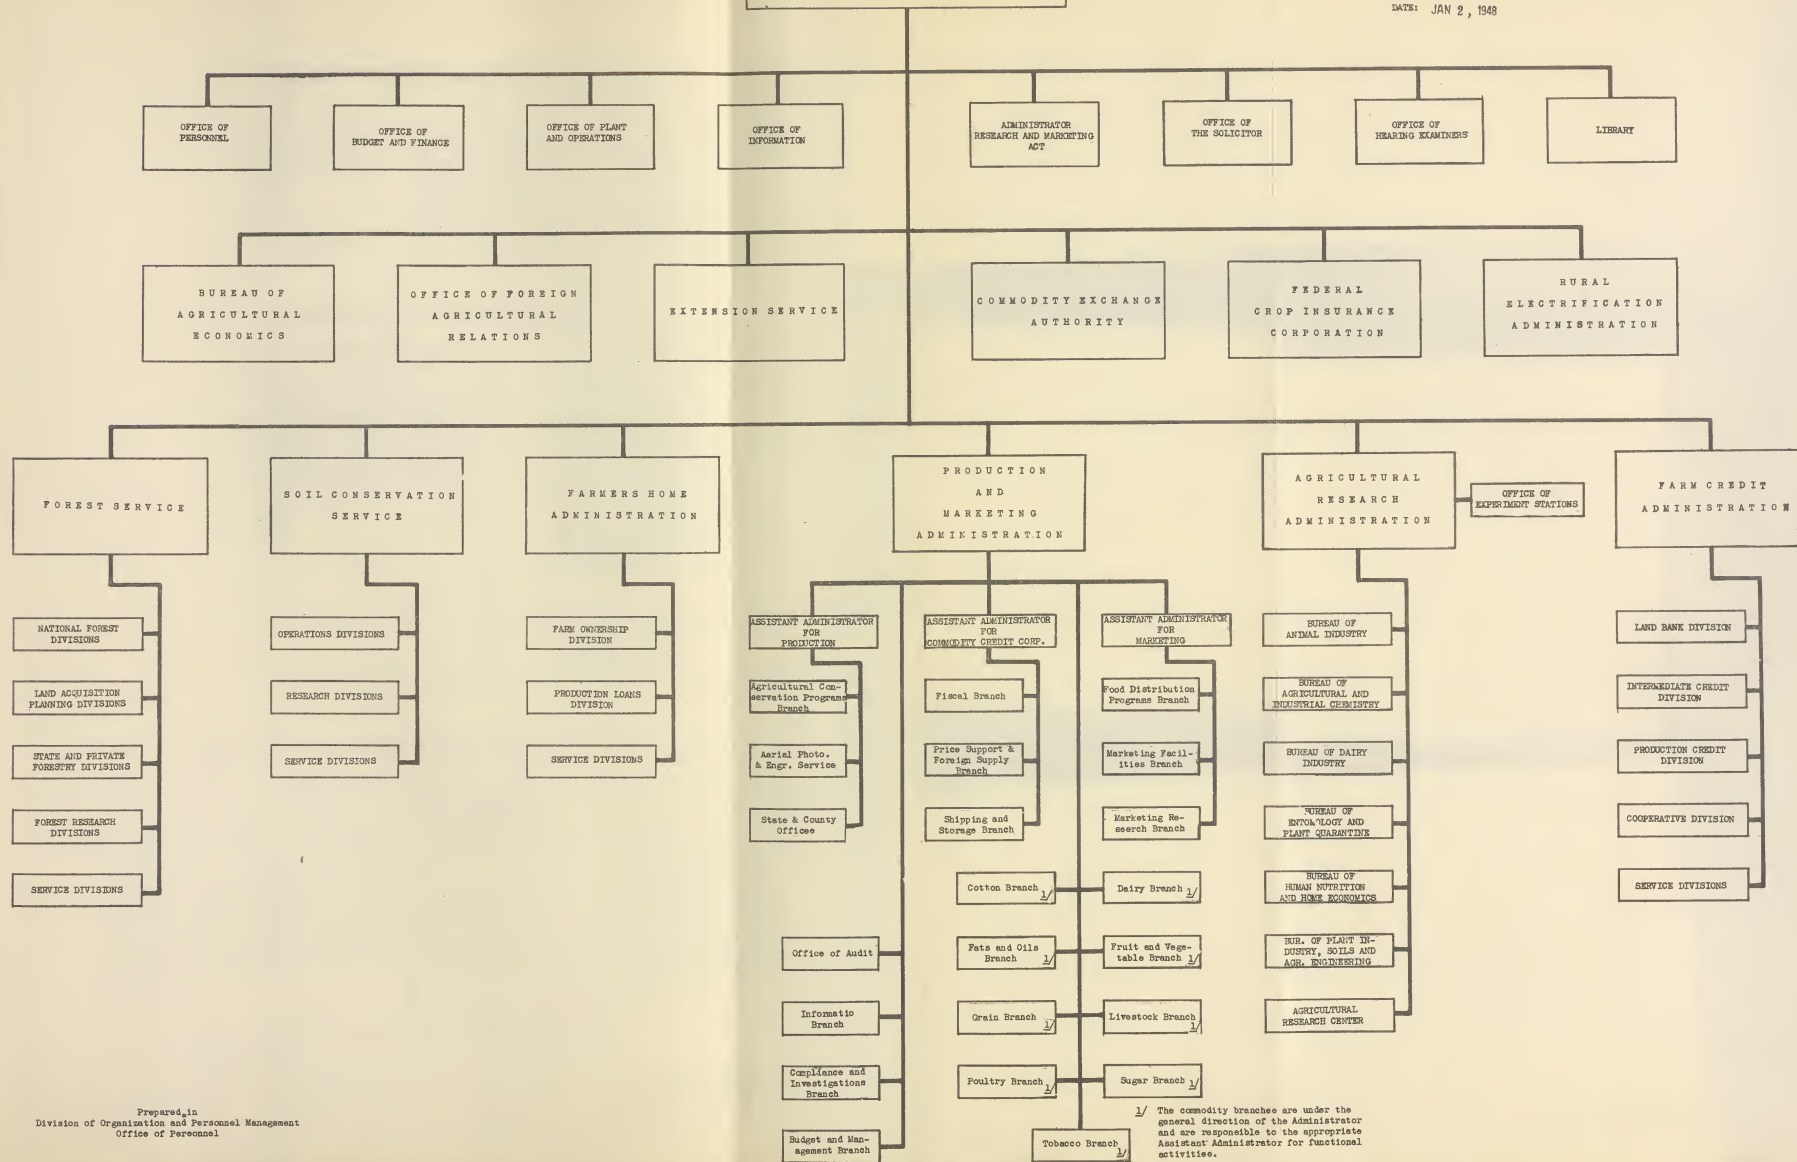 DATE: JAN 2, 1948
OFFICE OF
PERSONNEL
OFFICE OF
BUDGET AND FINANCE
OFFICE OF PLANT
AND OPERATIONS
OFFICE OF
INFORMATION
ADMINISTRATOR
RESEARCH AND MARKETING
ACT
OFFICE OF
THE SOLICITOR
OFFICE OF
HEARING EXAMINERS
LIBRARY
BUREAU OF
AGRICULTURAL
ECONOMICS
OFFICE OF FOREIGN
AGRICULTURAL
RELATIONS
EXTENSION SERVICE
COMMODITY EXCHANGE
AUTHORITY
FEDERAL
CROP INSURANCE
CORPORATION
RURAL
ELECTRIFICATION
ADMINISTRATION
FOREST SERVICE
SOIL CONSERVATION
SERVICE
FARMERS HOME
ADMINISTRATION
PRODUCTION
AND
MARKETING
ADMINISTRATION
AGRICULTURAL
RESEARCH
ADMINISTRATION
OFFICE OF
EXPERIMENT STATIONS
FARM CREDIT
ADMINISTRATION
NATIONAL FOREST
DIVISIONS
LAND ACQUISITION
PLANNING DIVISIONS
STATE AND PRIVATE
FORESTRY DIVISIONS
FOREST RESEARCH
DIVISIONS
SERVICE DIVISIONS
OPERATIONS DIVISIONS
RESEARCH DIVISIONS
SERVICE DIVISIONS
FARM OWNERSHIP
DIVISION
PRODUCTION LOANS
DIVISION
SERVICE DIVISIONS
ASSISTANT ADMINISTRATOR
FOR
PRODUCTION
Agricultural Con-
servation Programs
Branch
Aerial Photo.
& Engr. Service
State & County
Offices
ASSISTANT ADMINISTRATOR
FOR
COMMODITY CREDIT CORP.
Fiscal Branch
Price Support &
Foreign Supply
Branch
Shipping and
Storage Branch
ASSISTANT ADMINISTRATOR
FOR
MARKETING
Food Distribution
Programs Branch
Marketing Facil-
ities Branch
Marketing Re-
search Branch
Office of Audit
Informatio
Branch
Compliance and
Investigations
Branch
Budget and Man-
agement Branch
Cotton Branch 1/
Dairy Branch 1/
Fats and Oils
Branch 1/
Fruit and Vege-
table Branch 1/
Grain Branch 1/
Livestock Branch
1/
Poultry Branch 1/
Sugar Branch 1/
Tobacco Branch
1/
BUREAU OF
ANIMAL INDUSTRY
BUREAU OF
AGRICULTURAL AND
INDUSTRIAL CHEMISTRY
BUREAU OF DAIRY
INDUSTRY
BUREAU OF
ENTOMOLOGY AND
PLANT QUARANTINE
BUREAU OF
HUMAN NUTRITION
AND HOME ECONOMICS
BUR. OF PLANT IN-
DUSTRY, SOILS AND
AGR. ENGINEERING
AGRICULTURAL
RESEARCH CENTER
LAND BANK DIVISION
INTERMEDIATE CREDIT
DIVISION
PRODUCTION CREDIT
DIVISION
COOPERATIVE DIVISION
SERVICE DIVISIONS
Prepared in
Division of Organization and Personnel Management
Office of Personnel
1/ The commodity branches are under the
general direction of the Administrator
and are responsible to the appropriate
Assistant Administrator for functional
activities.